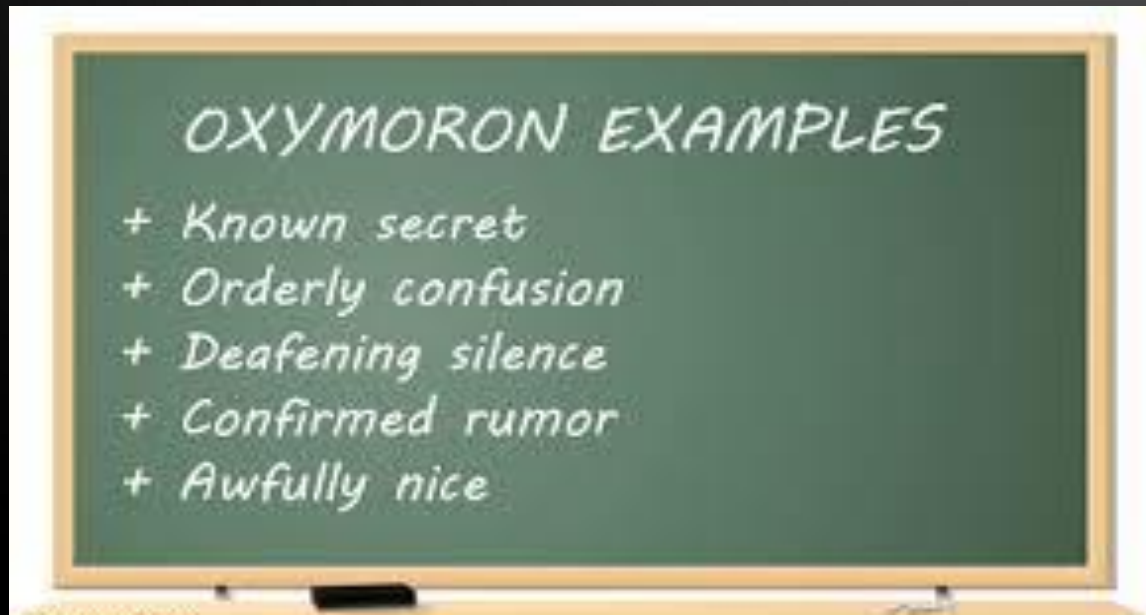 OXYMORON EXAMPLES
+ Known secret
+ Orderly confusion
+ Deafening silence
+ Confirmed rumor
+ Awfully nice